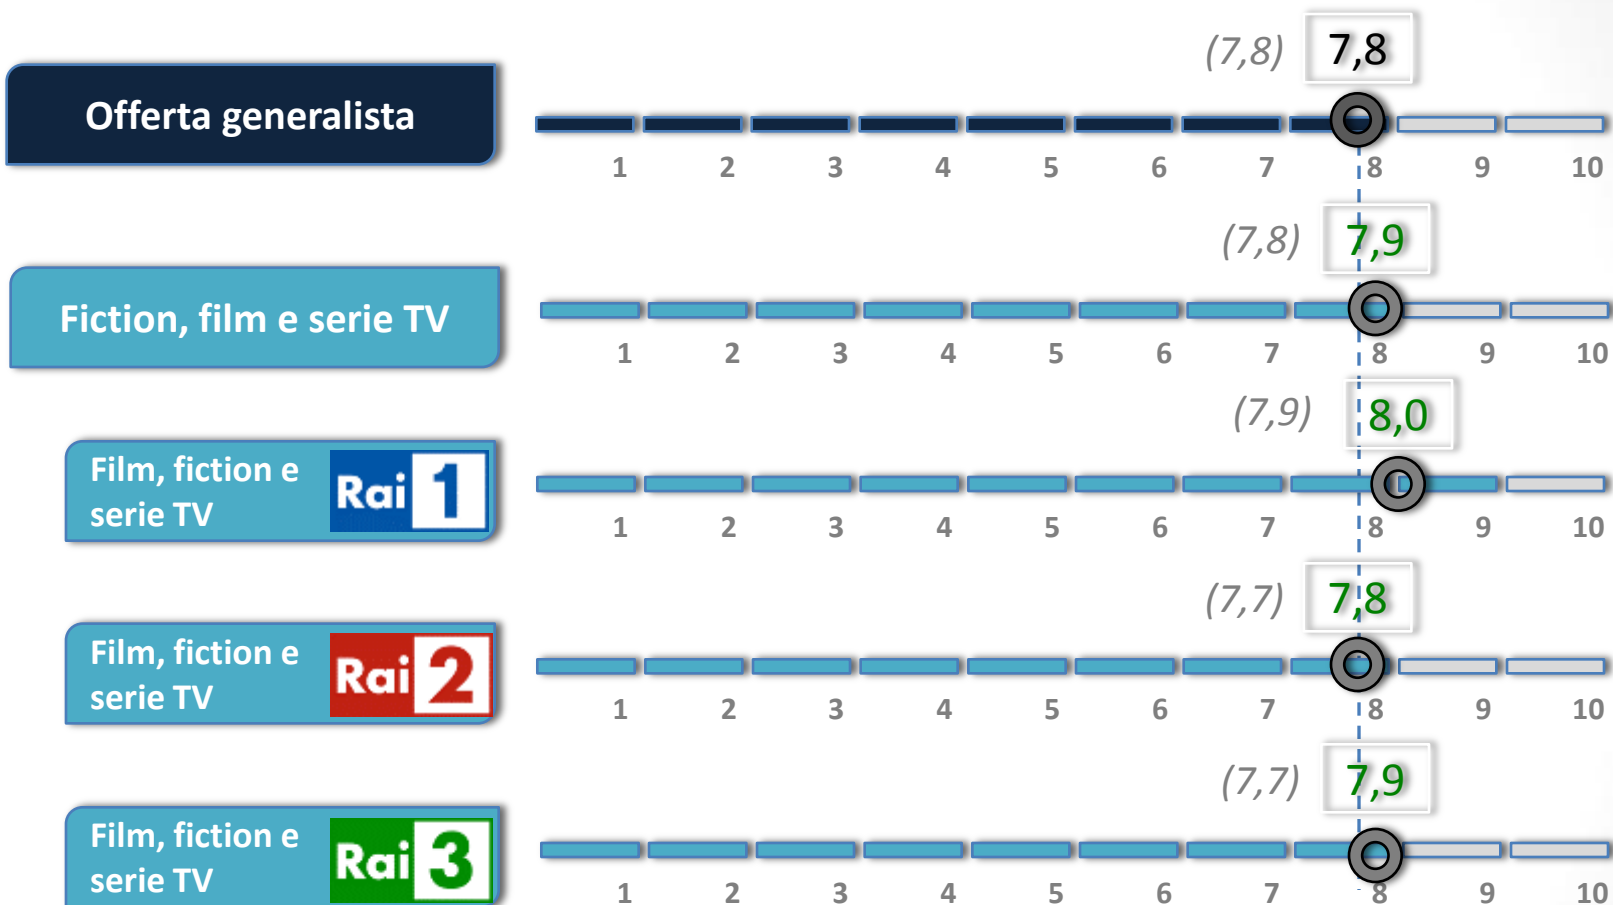 (7,8) 7,8
Offerta generalista
1 2 3 4 5 6 7 8 9 10
(7,8) 7,9
Fiction, film e serie TV
1 2 3 4 5 6 7 8 9 10
(7,9) 8,0
Film, fiction e
serie TV
Rai 1
1 2 3 4 5 6 7 8 9 10
(7,7) 7,8
Film, fiction e
serie TV
Rai 2
1 2 3 4 5 6 7 8 9 10
(7,7) 7,9
Film, fiction e
serie TV
Rai 3
1 2 3 4 5 6 7 8 9 10